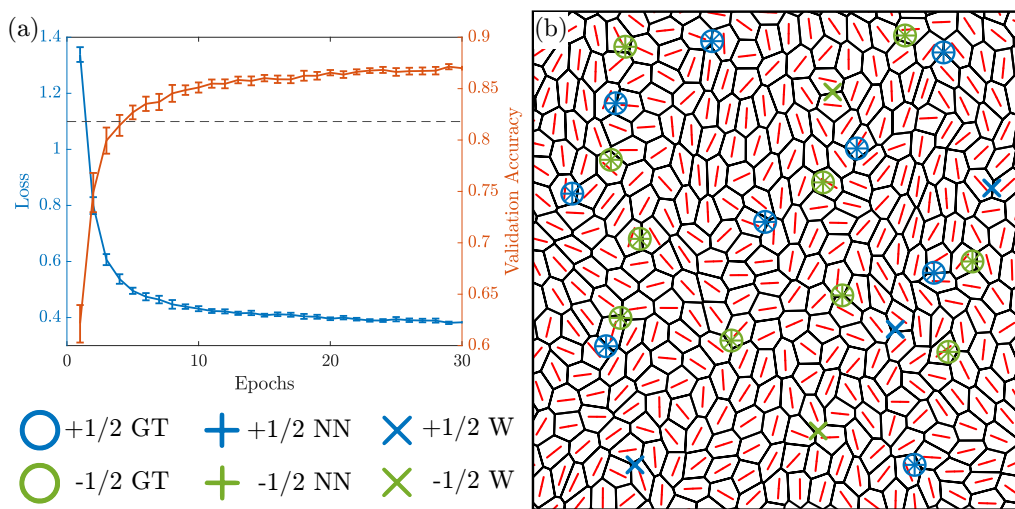 (a)
1.4
1.2
1
0.8
0.6
0.4
Loss
0.9
0.85
0.8
0.75
0.7
0.65
0.6
Validation Accuracy
0
10
20
30
Epochs
+1/2 GT
+1/2 NN
+1/2 W
-1/2 GT
-1/2 NN
-1/2 W
(b)